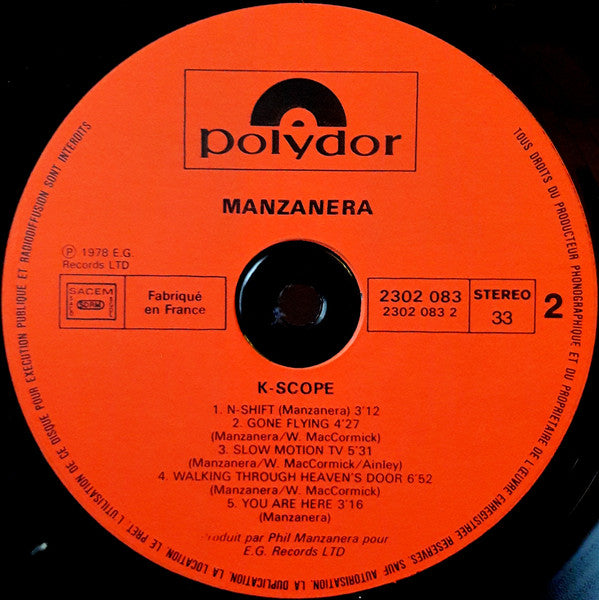 polydor
MANZANERA
℗ 1978 E.G.
Records LTD
SACEM
SDRM
Fabriqué
en France
2302 083
2302 083 2
STEREO
33
2
K-SCOPE
1. N-SHIFT (Manzanera) 3'12
2. GONE FLYING 4'27
(Manzanera/W. MacCormick)
3. SLOW MOTION TV 5'31
(Manzanera/W. MacCormick/Ainley)
4. WALKING THROUGH HEAVEN'S DOOR 6'52
(Manzanera/W. MacCormick)
5. YOU ARE HERE 3'16
(Manzanera)
roduit par Phil Manzanera pour
E.G. Records LTD
TOUS DROITS DU PRODUCTEUR PHONOGRAPHIQUE ET DU PROPRIETAIRE DE L'ŒUVRE ENREGISTREE RESERVES. SAUF AUTORISATION, LA DUPLICATION, LA LOCATION, LE PRET, L'UTILISATION DE CE DISQUE POUR EXECUTION PUBLIQUE ET RADIODIFFUSION SONT INTERDITS